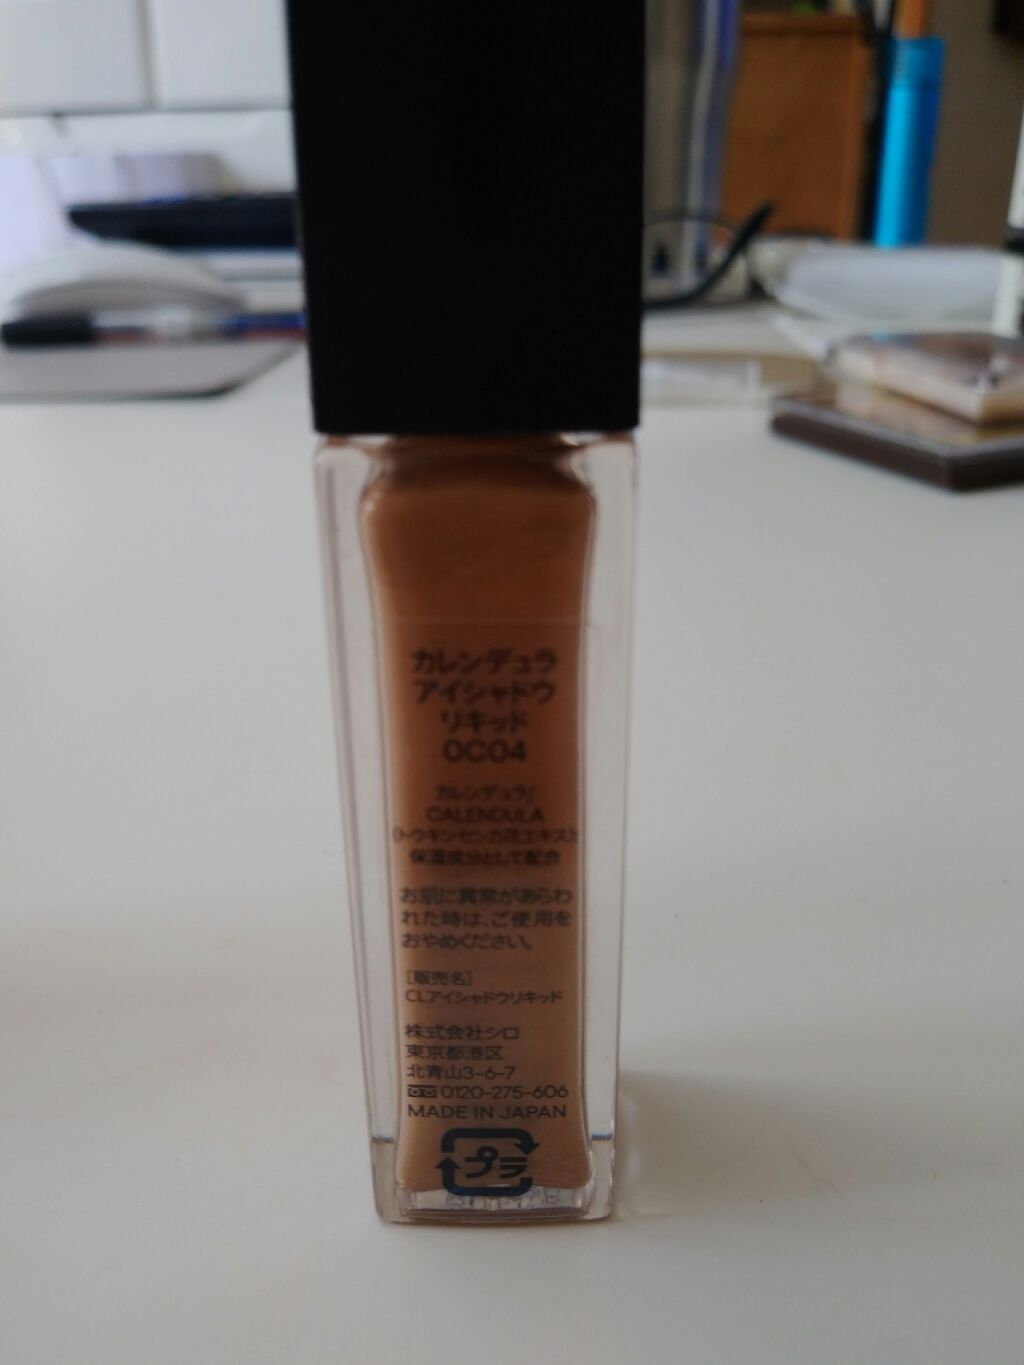 カレンデュラ
アイシャドウ
リキッド
0C04
カレンデュラ/
CALENDULA
(トウキンセンカ花エキス)
保湿成分として配合
お肌に異常があらわ
れた時は、ご使用を
おやめください。
[販売名]
CLアイシャドウリキッド
株式会社シロ
東京都港区
北青山3-6-7
0120-275-606
MADE IN JAPAN
プラ